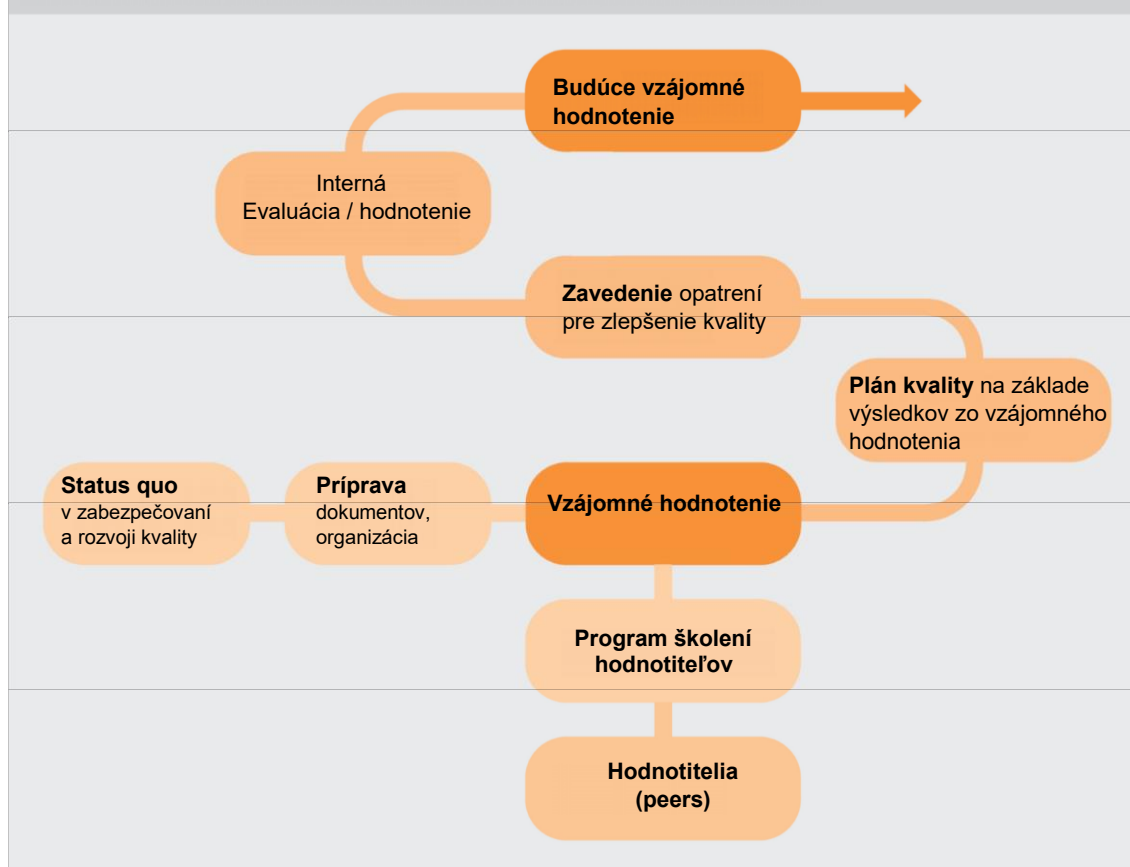 Budúce vzájomné
hodnotenie
Interná
Evaluácia / hodnotenie
Zavedenie opatrení
pre zlepšenie kvality
Plán kvality na základe
výsledkov zo vzájomného
hodnotenia
Status quo
v zabezpečovaní
a rozvoji kvality
Príprava
dokumentov,
organizácia
Vzájomné hodnotenie
Program školení
hodnotiteľov
Hodnotitelia
(peers)